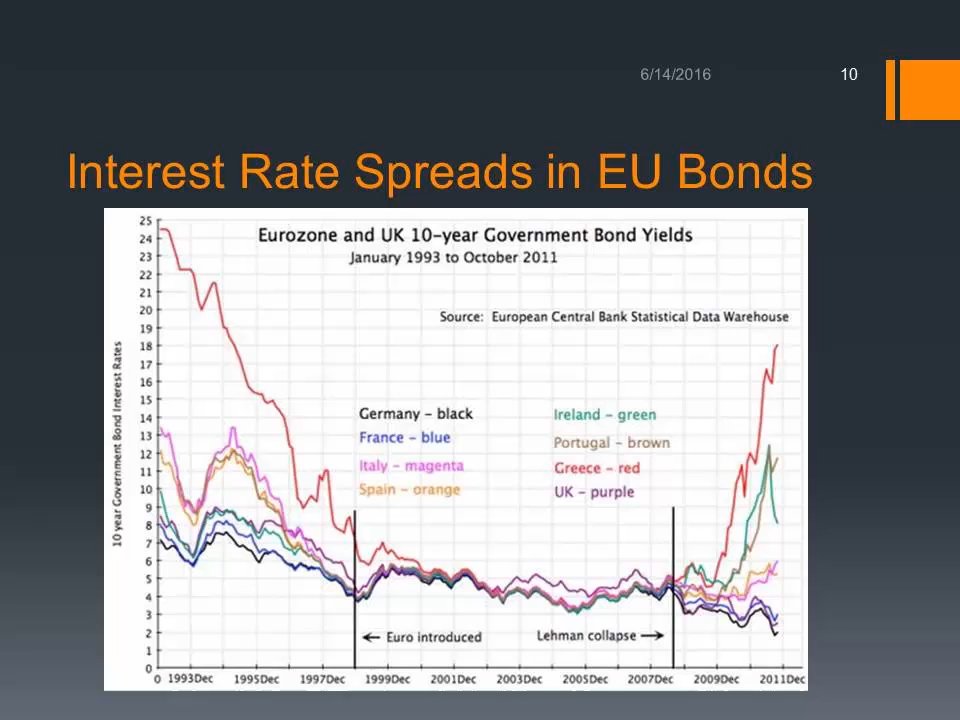 6/14/2016 10
Interest Rate Spreads in EU Bonds
Eurozone and UK 10-year Government Bond Yields
January 1993 to October 2011
Source: European Central Bank Statistical Data Warehouse
10 year Government Bond Interest Rates
25
24
23
22
21
20
19
18
17
16
15
14
13
12
11
10
9
8
7
6
5
4
3
2
1
0
Germany - black
France - blue
Italy - magenta
Spain - orange
Ireland - green
Portugal - brown
Greece - red
UK - purple
← Euro introduced
Lehman collapse →
0 1993Dec 1995Dec 1997Dec 1999Dec 2001Dec 2003Dec 2005Dec 2007Dec 2009Dec 2011Dec